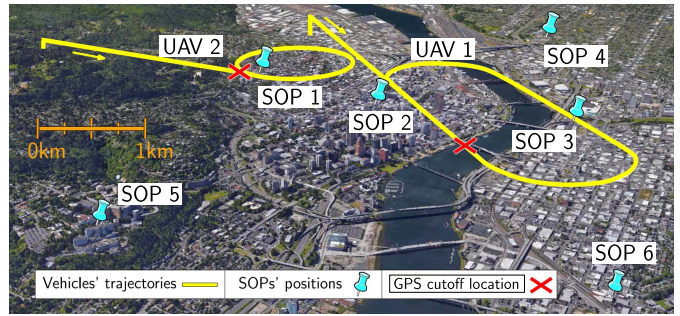 SOP 4
UAV 2
UAV 1
SOP 1
SOP 2
SOP 3
0km 1km
SOP 5
SOP 6
Vehicles' trajectories
SOPs' positions
GPS cutoff location